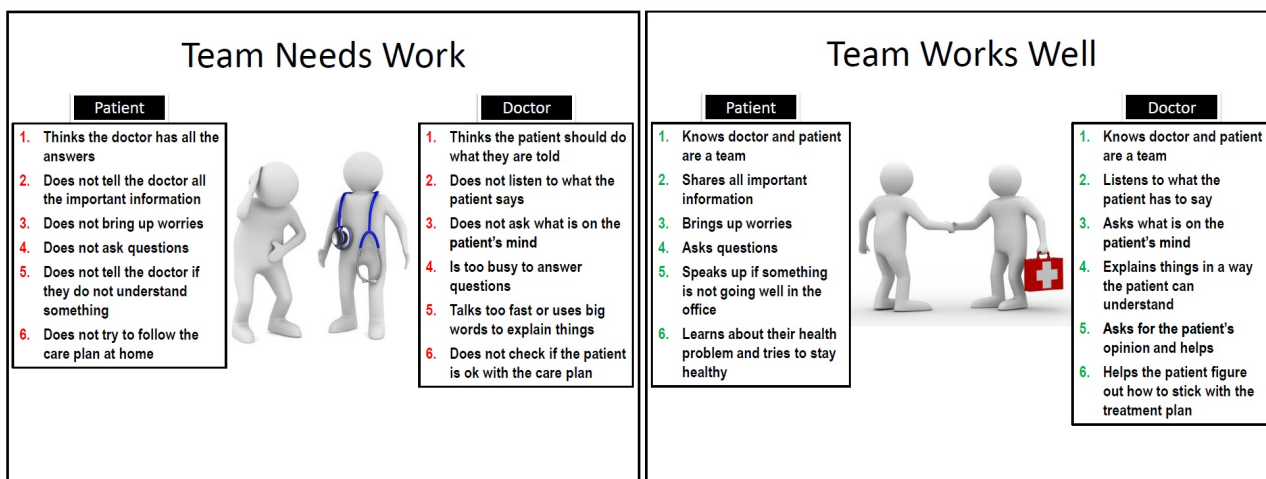 Team Needs Work
Patient
1. Thinks the doctor has all the
answers
2. Does not tell the doctor all
the important information
3. Does not bring up worries
4. Does not ask questions
5. Does not tell the doctor if
they do not understand
something
6. Does not try to follow the
care plan at home
Doctor
1. Thinks the patient should do
what they are told
2. Does not listen to what the
patient says
3. Does not ask what is on the
patient's mind
4. Is too busy to answer
questions
5. Talks too fast or uses big
words to explain things
6. Does not check if the patient
is ok with the care plan
Team Works Well
Patient
1. Knows doctor and patient
are a team
2. Shares all important
information
3. Brings up worries
4. Asks questions
5. Speaks up if something
is not going well in the
office
6. Learns about their health
problem and tries to stay
healthy
Doctor
1. Knows doctor and patient
are a team
2. Listens to what the
patient has to say
3. Asks what is on the
patient's mind
4. Explains things in a way
the patient can
understand
5. Asks for the patient's
opinion and helps
6. Helps the patient figure
out how to stick with the
treatment plan